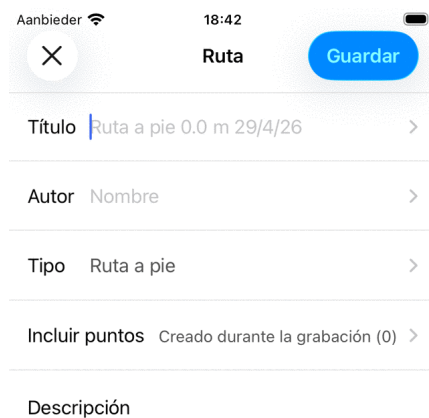 Aanbieder 18:42
Ruta Guardar
Título Ruta a pie 0.0 m 29/4/26
Autor Nombre
Tipo Ruta a pie
Incluir puntos Creado durante la grabación (0)
Descripción